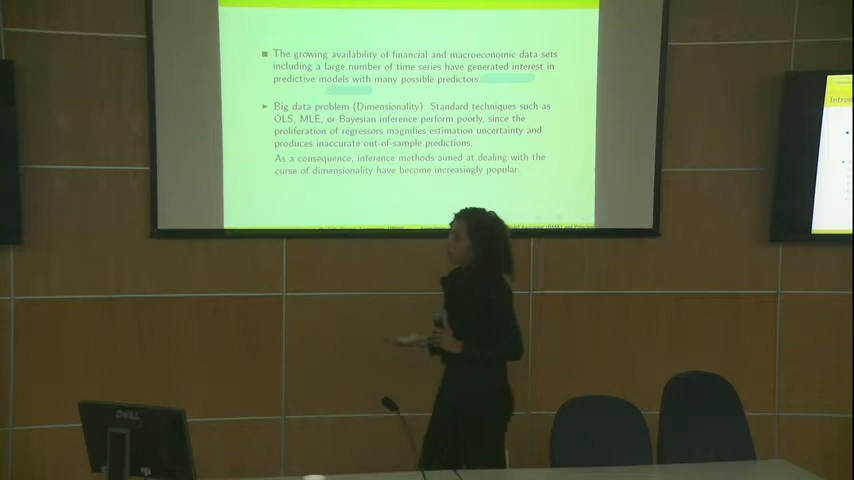 ■ The growing availability of financial and macroeconomic data sets
including a large number of time series have generated interest in
predictive models with many possible predictors.
▶ Big data problem (Dimensionality). Standard techniques such as
OLS, MLE, or Bayesian inference perform poorly, since the
proliferation of regressors magnifies estimation uncertainty and
produces inaccurate out-of-sample predictions.
As a consequence, inference methods aimed at dealing with the
curse of dimensionality have become increasingly popular.
Introdu
DELL